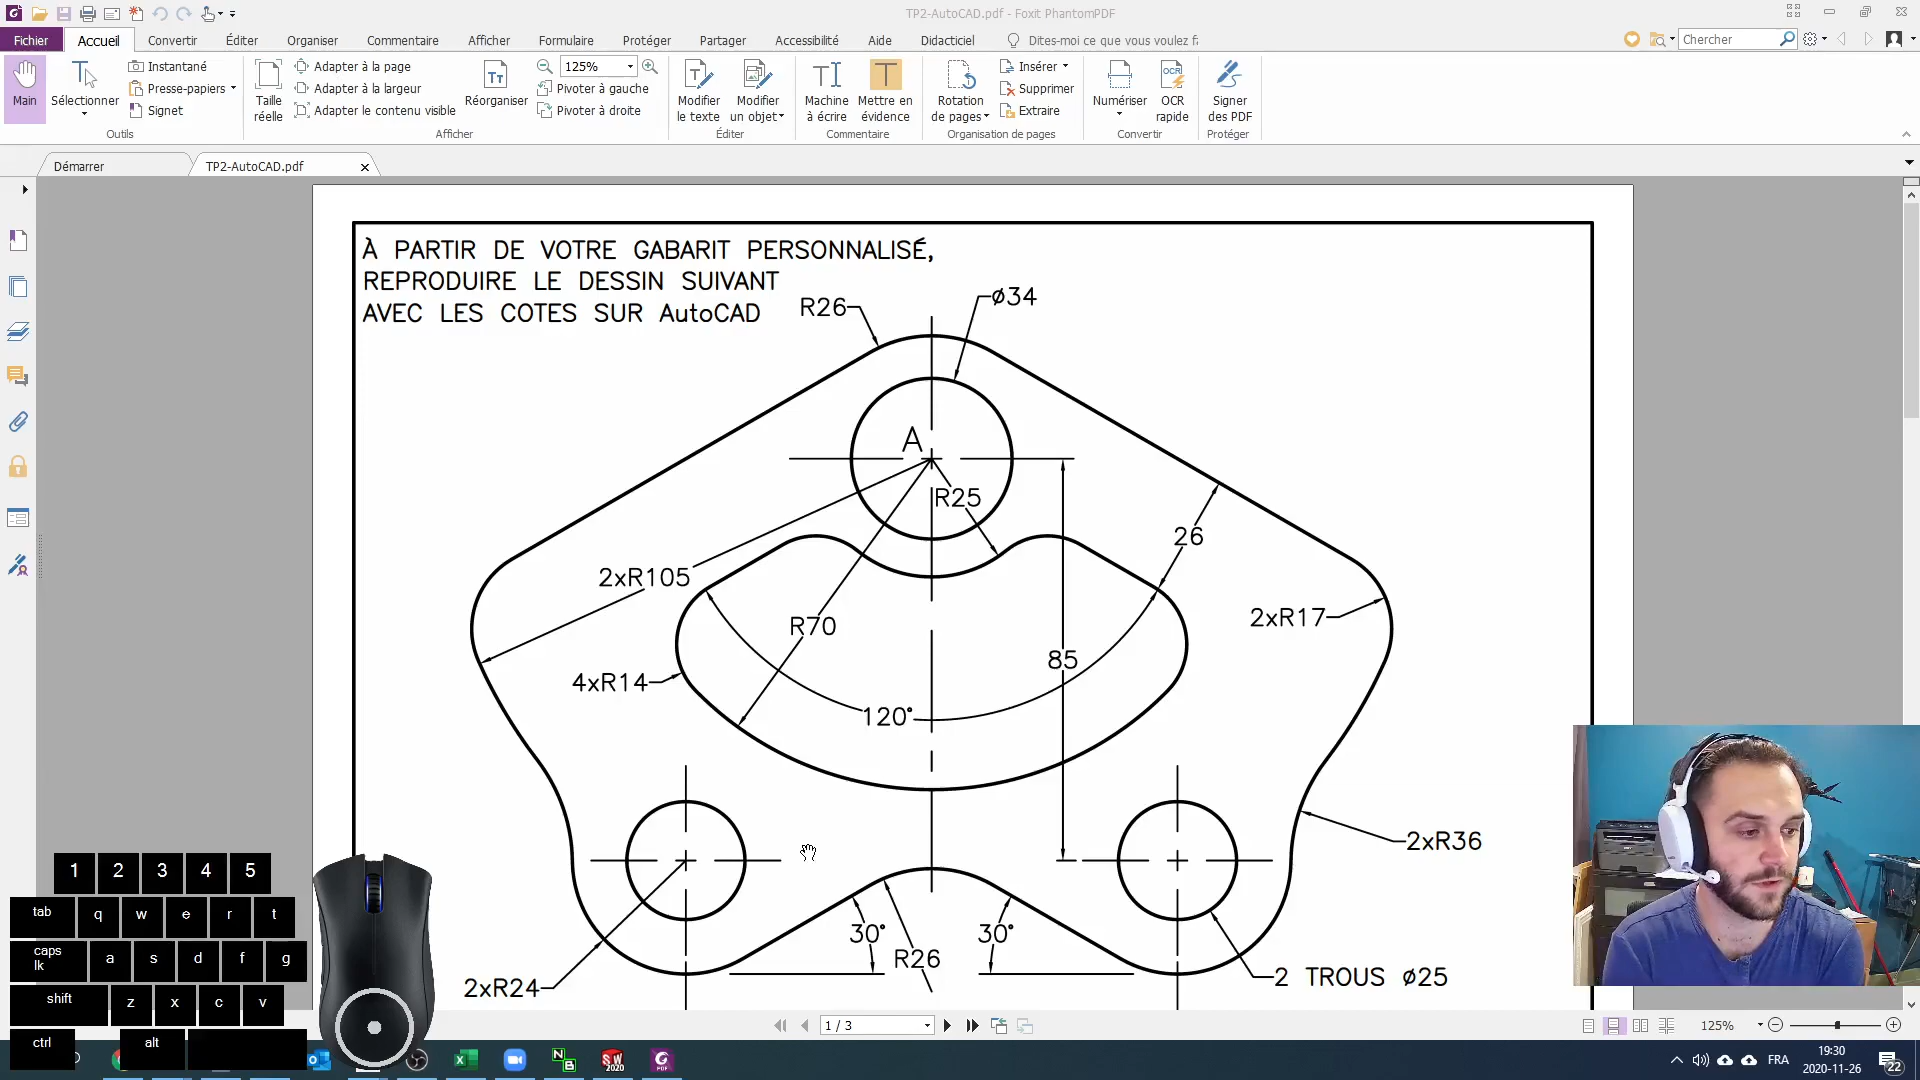 TP2-AutoCAD.pdf - Foxit PhantomPDF
Fichier Accueil Convertir Éditer Organiser Commentaire Afficher Formulaire Protéger Partager Accessibilité Aide Didacticiel Dites-moi ce que vous voulez fa Chercher
Main
Sélectionner
Instantané
Presse-papiers
Signet
Outils
Taille
réelle
Adapter à la page
Adapter à la largeur
Adapter le contenu visible
Réorganiser
125%
Pivoter à gauche
Pivoter à droite
Afficher
Modifier
le texte
Modifier
un objet
Éditer
Machine
à écrire
Mettre en
évidence
Commentaire
Rotation
de pages
Insérer
Supprimer
Extraire
Organisation de pages
Numériser
OCR
OCR
rapide
Convertir
Signer
des PDF
Protéger
Démarrer TP2-AutoCAD.pdf
À PARTIR DE VOTRE GABARIT PERSONNALISÉ,
REPRODUIRE LE DESSIN SUIVANT
AVEC LES COTES SUR AutoCAD
R26
ø34
A
R25
26
2xR105
2xR17
R70
85
4xR14
120°
2xR36
30°
30°
R26
2xR24
2 TROUS ø25
1 2 3 4 5
tab q w e r t
caps
lk
a s d f g
shift z x c v
ctrl alt
1 / 3
125%
SW
2020
PDF
N
B
FRA
19:30
2020-11-26
22